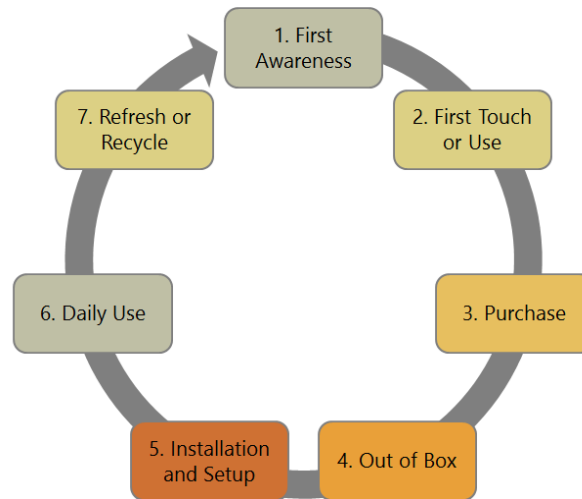 1. First
Awareness
2. First Touch
or Use
3. Purchase
4. Out of Box
5. Installation
and Setup
6. Daily Use
7. Refresh or
Recycle